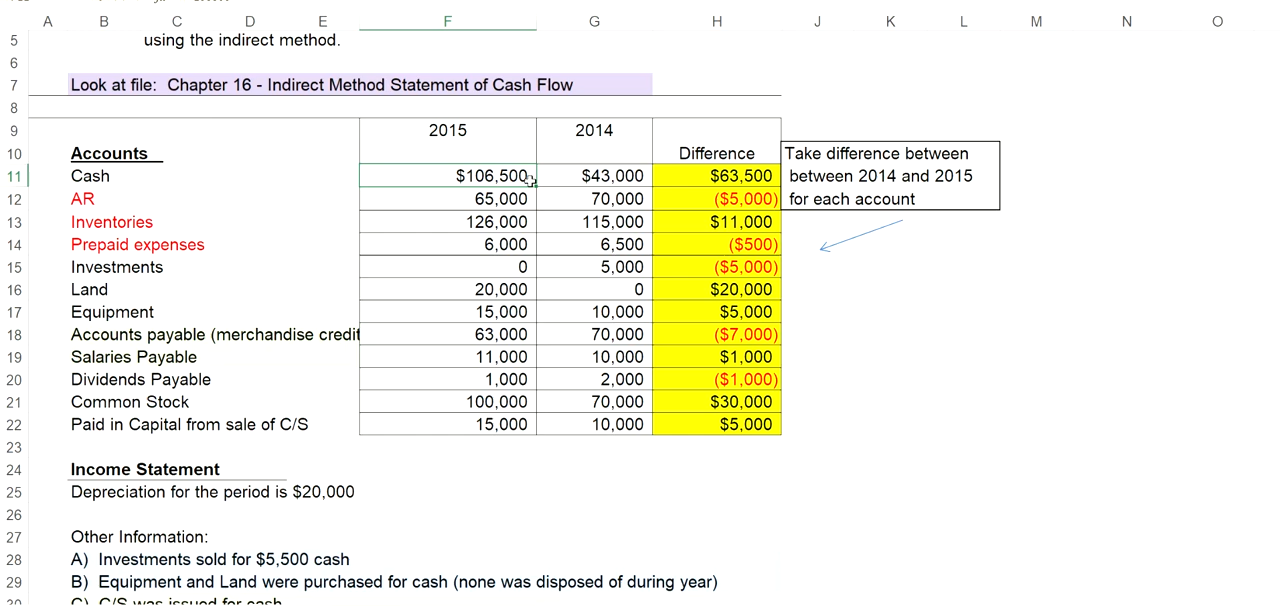 A B C D E F G H J K L M N O
5 using the indirect method.
6
7 Look at file: Chapter 16 - Indirect Method Statement of Cash Flow
8
9 2015 2014
10 Accounts Difference Take difference between
11 Cash $106,500 $43,000 $63,500 between 2014 and 2015
12 AR 65,000 70,000 ($5,000) for each account
13 Inventories 126,000 115,000 $11,000
14 Prepaid expenses 6,000 6,500 ($500)
15 Investments 0 5,000 ($5,000)
16 Land 20,000 0 $20,000
17 Equipment 15,000 10,000 $5,000
18 Accounts payable (merchandise credit 63,000 70,000 ($7,000)
19 Salaries Payable 11,000 10,000 $1,000
20 Dividends Payable 1,000 2,000 ($1,000)
21 Common Stock 100,000 70,000 $30,000
22 Paid in Capital from sale of C/S 15,000 10,000 $5,000
23
24 Income Statement
25 Depreciation for the period is $20,000
26
27 Other Information:
28 A) Investments sold for $5,500 cash
29 B) Equipment and Land were purchased for cash (none was disposed of during year)
30 C) C/S was issued for cash